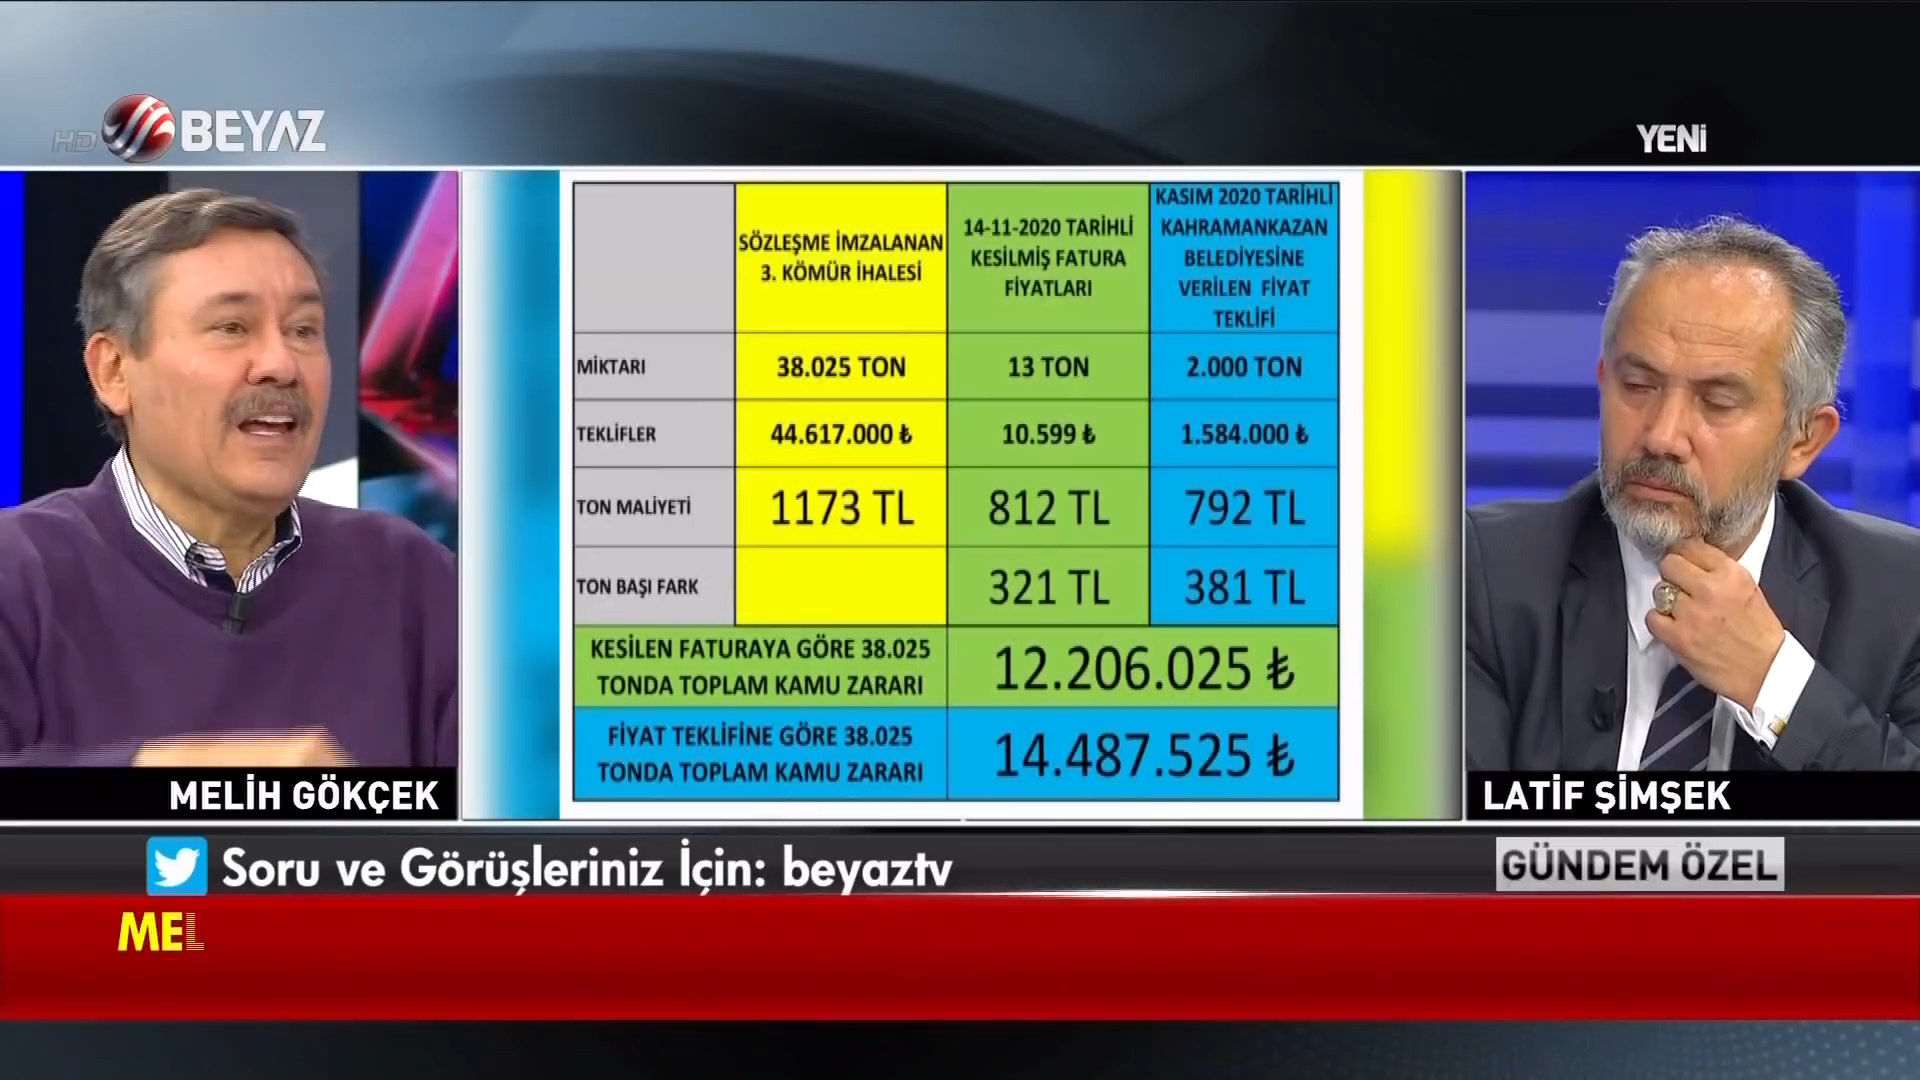 HD BEYAZ
YENİ
SÖZLEŞME İMZALANAN
3. KÖMÜR İHALESİ
14-11-2020 TARİHLİ
KESİLMİŞ FATURA
FİYATLARI
KASIM 2020 TARİHLİ
KAHRAMANKAZAN
BELEDİYESİNE
VERİLEN FİYAT
TEKLİFİ
MİKTARI 38.025 TON 13 TON 2.000 TON
TEKLİFLER 44.617.000 ₺ 10.599 ₺ 1.584.000 ₺
TON MALİYETİ 1173 TL 812 TL 792 TL
TON BAŞI FARK 321 TL 381 TL
KESİLEN FATURAYA GÖRE 38.025
TONDA TOPLAM KAMU ZARARI
12.206.025 ₺
FİYAT TEKLİFİNE GÖRE 38.025
TONDA TOPLAM KAMU ZARARI
14.487.525 ₺
MELİH GÖKÇEK
LATİF ŞİMŞEK
Soru ve Görüşleriniz İçin: beyaztv
GÜNDEM ÖZEL
MEL